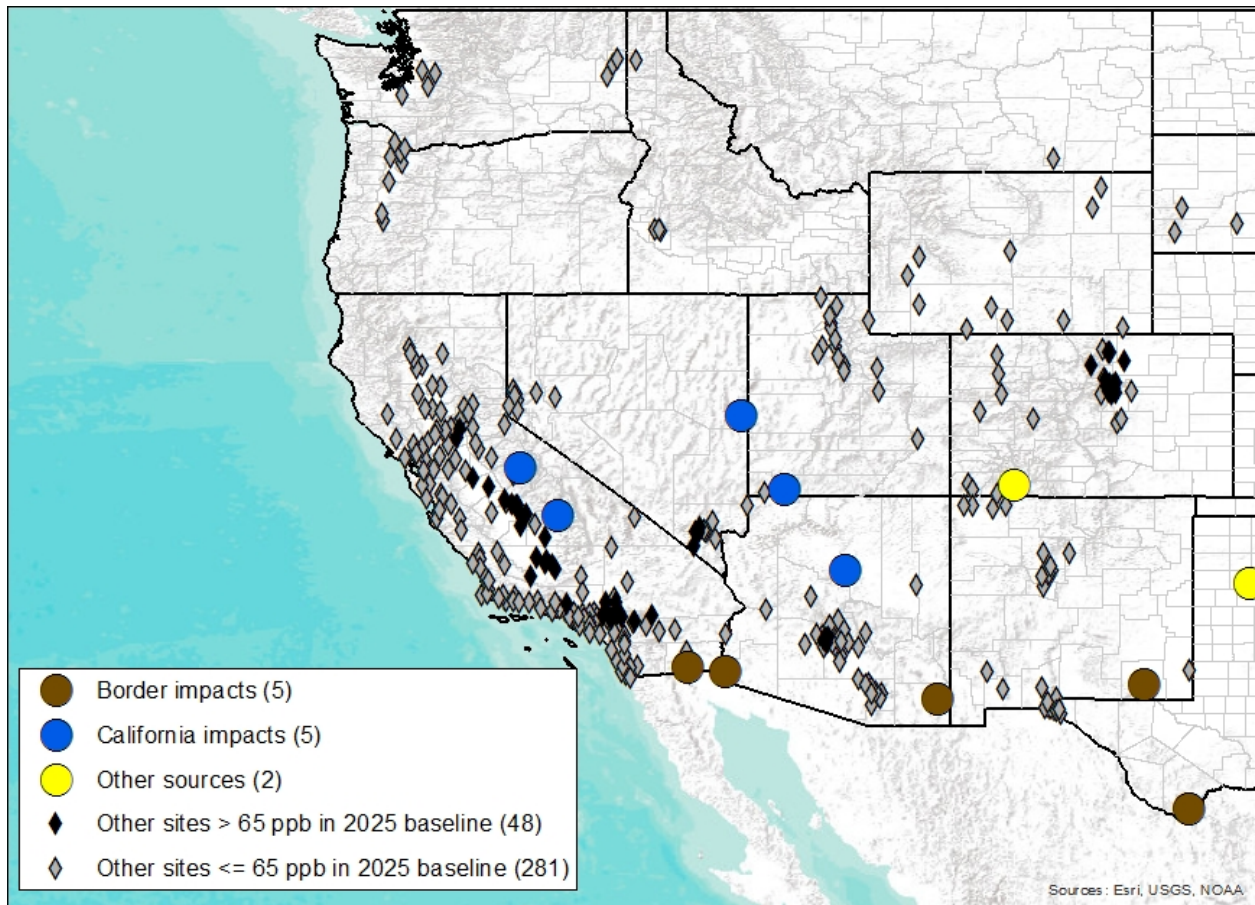 Border impacts (5)
California impacts (5)
Other sources (2)
Other sites > 65 ppb in 2025 baseline (48)
Other sites <= 65 ppb in 2025 baseline (281)
Sources: Esri, USGS, NOAA